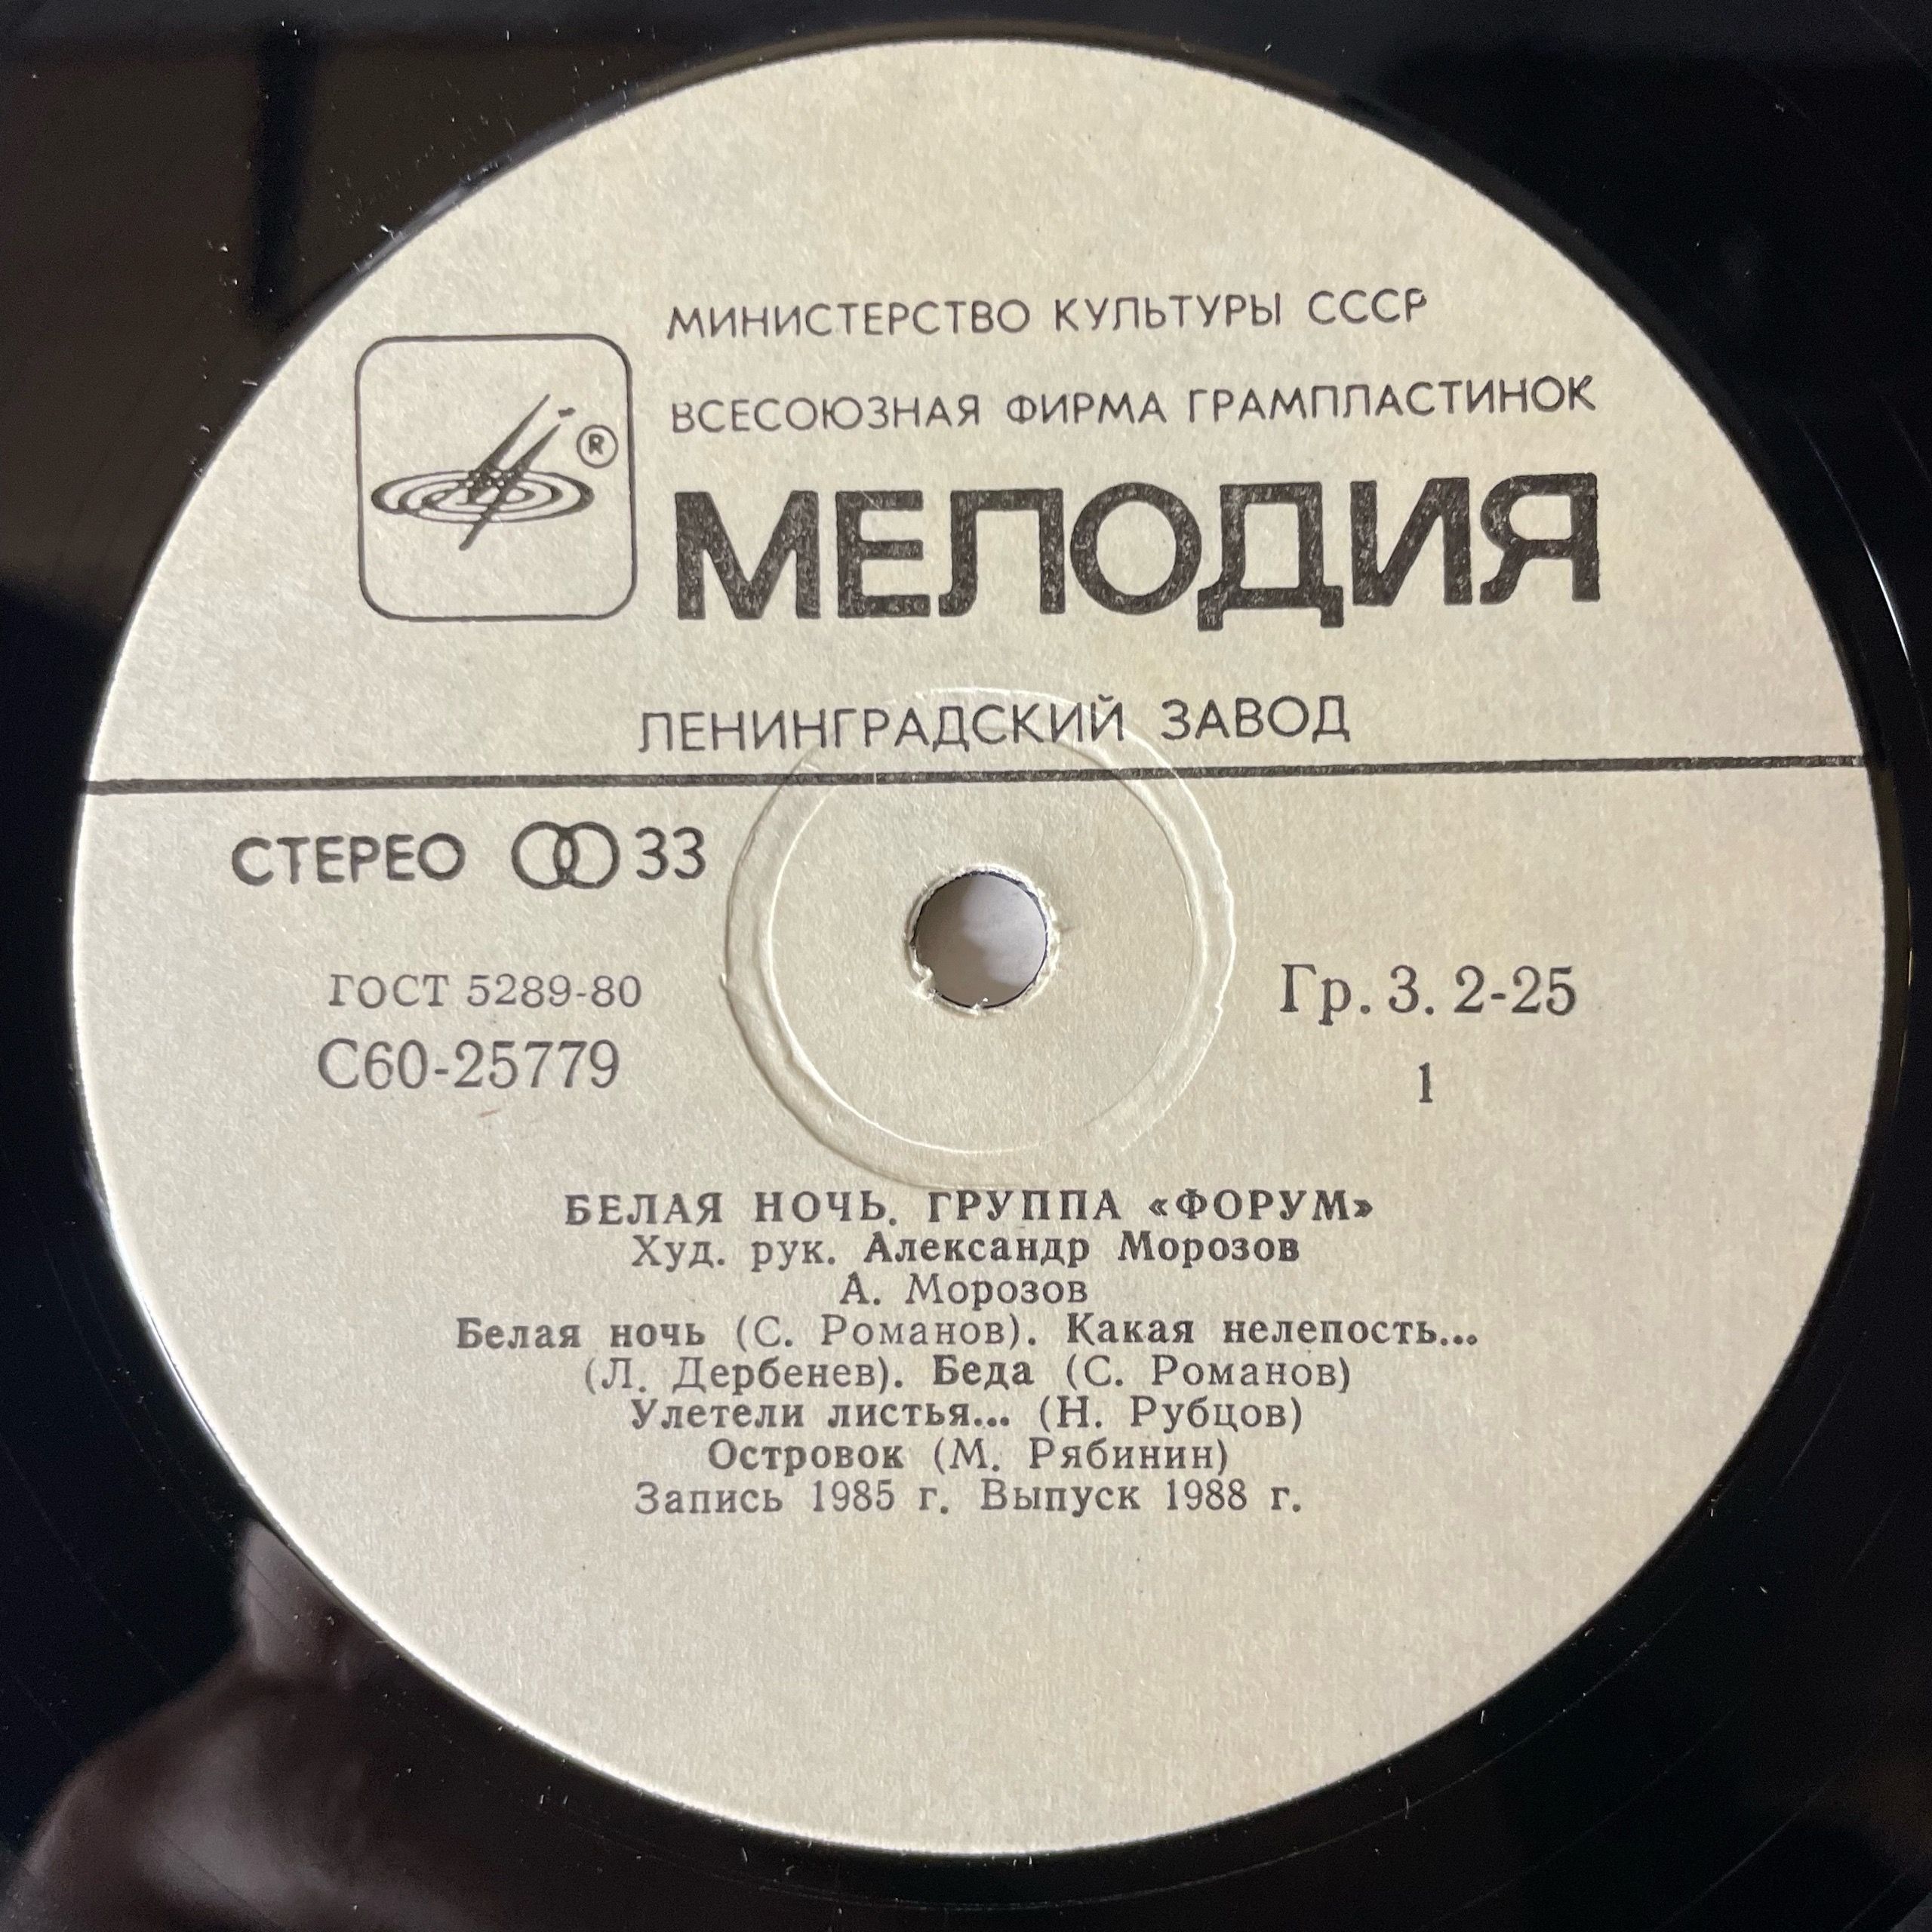 МИНИСТЕРСТВО КУЛЬТУРЫ СССР
ВСЕСОЮЗНАЯ ФИРМА ГРАМПЛАСТИНОК
®
МЕЛОДИЯ
ЛЕНИНГРАДСКИЙ ЗАВОД
СТЕРЕО 33
ГОСТ 5289-80
Гр. 3. 2-25
С60-25779
1
БЕЛАЯ НОЧЬ. ГРУППА «ФОРУМ»
Худ. рук. Александр Морозов
А. Морозов
Белая ночь (С. Романов). Какая нелепость...
(Л. Дербенев). Беда (С. Романов)
Улетели листья... (Н. Рубцов)
Островок (М. Рябинин)
Запись 1985 г. Выпуск 1988 г.